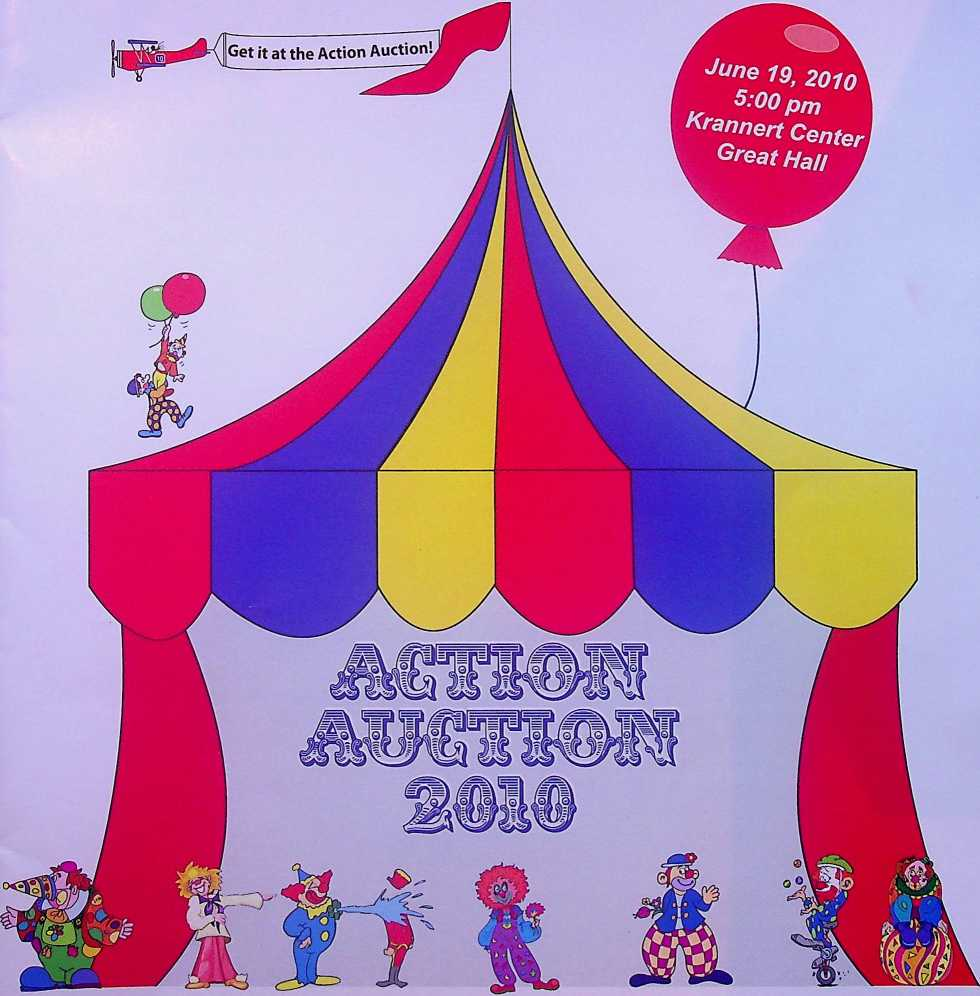 Get it at the Action Auction!
June 19, 2010
5:00 pm
Krannert Center
Great Hall
10
ACTION
AUCTION
2010